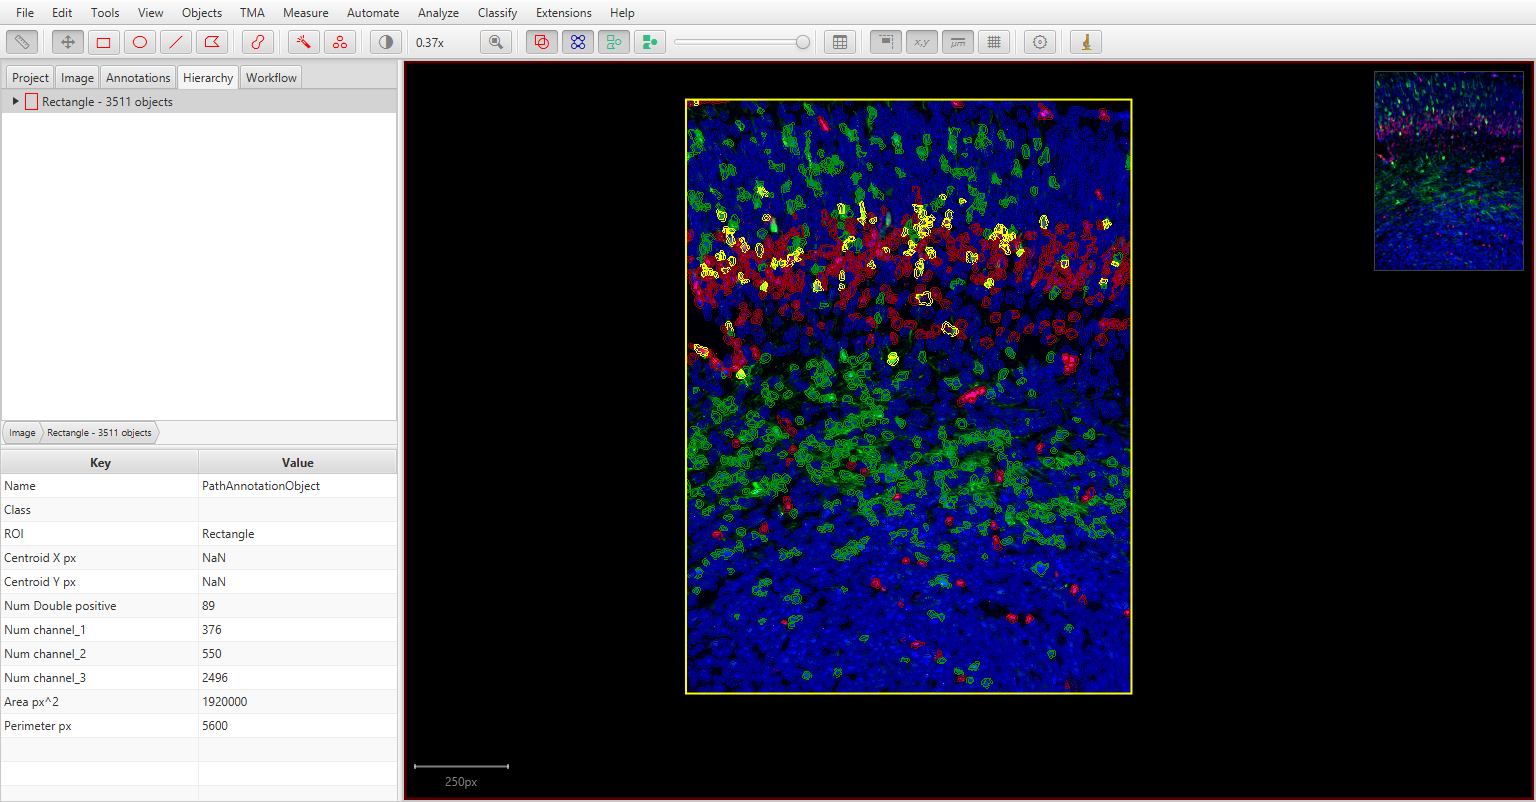 File Edit Tools View Objects TMA Measure Automate Analyze Classify Extensions Help
0.37x x,y μm
Project Image Annotations Hierarchy Workflow
Rectangle - 3511 objects
Image Rectangle - 3511 objects
Key Value
Name PathAnnotationObject
Class
ROI Rectangle
Centroid X px NaN
Centroid Y px NaN
Num Double positive 89
Num channel_1 376
Num channel_2 550
Num channel_3 2496
Area px^2 1920000
Perimeter px 5600
250px